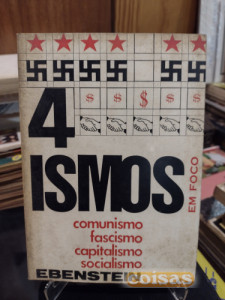 $ $ $ $ $
4
ISMOS
EM FOCO
comunismo
fascismo
capitalismo
socialismo
EBENSTEIN
coisas